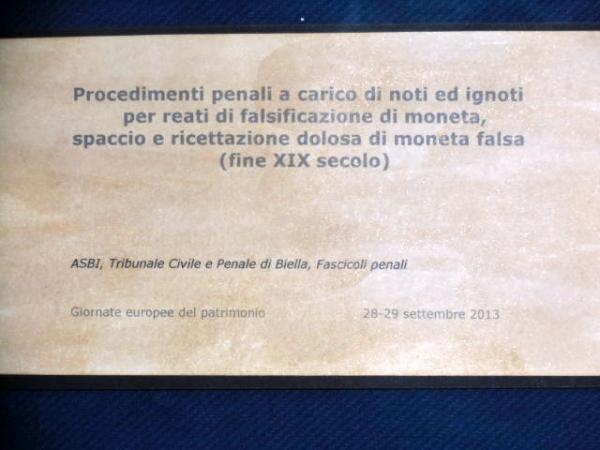 Procedimenti penali a carico di noti ed ignoti
per reati di falsificazione di moneta,
spaccio e ricettazione dolosa di moneta falsa
(fine XIX secolo)
ASBI, Tribunale Civile e Penale di Biella, Fascicoli penali
Giornate europee del patrimonio 28-29 settembre 2013